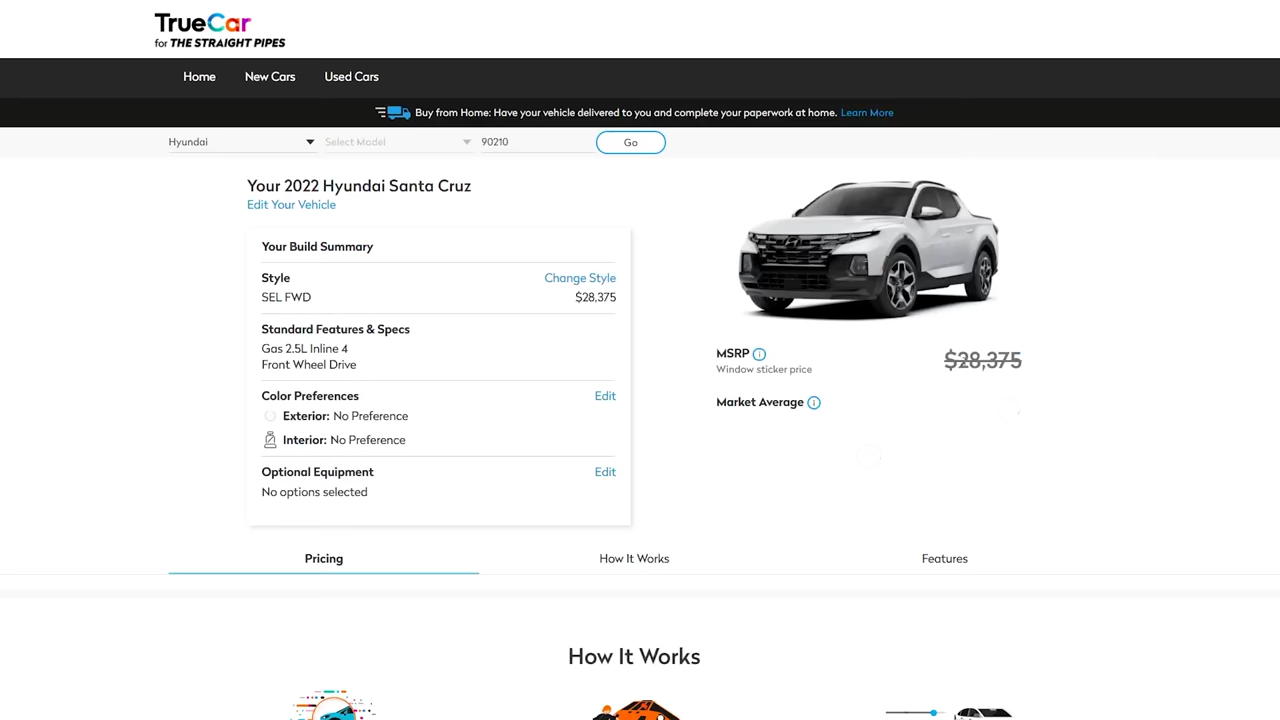 TrueCar
for THE STRAIGHT PIPES
Home New Cars Used Cars
Buy from Home: Have your vehicle delivered to you and complete your paperwork at home. Learn More
Hyundai Select Model 90210 Go
Your 2022 Hyundai Santa Cruz
Edit Your Vehicle
Your Build Summary
Style Change Style
SEL FWD $28,375
Standard Features & Specs
Gas 2.5L Inline 4
Front Wheel Drive
Color Preferences Edit
Exterior: No Preference
Interior: No Preference
Optional Equipment Edit
No options selected
MSRP
Window sticker price
$28,375
Market Average
Pricing How It Works Features
How It Works